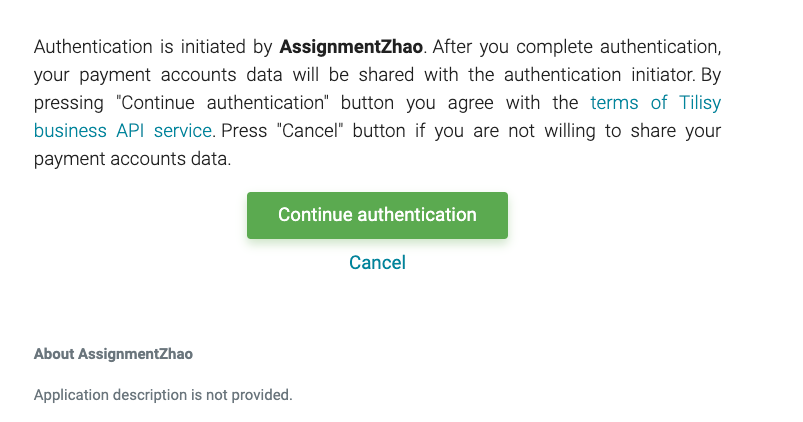 Authentication is initiated by AssignmentZhao. After you complete authentication,
your payment accounts data will be shared with the authentication initiator. By
pressing "Continue authentication" button you agree with the terms of Tilisy
business API service. Press "Cancel" button if you are not willing to share your
payment accounts data.
Continue authentication
Cancel
About AssignmentZhao
Application description is not provided.